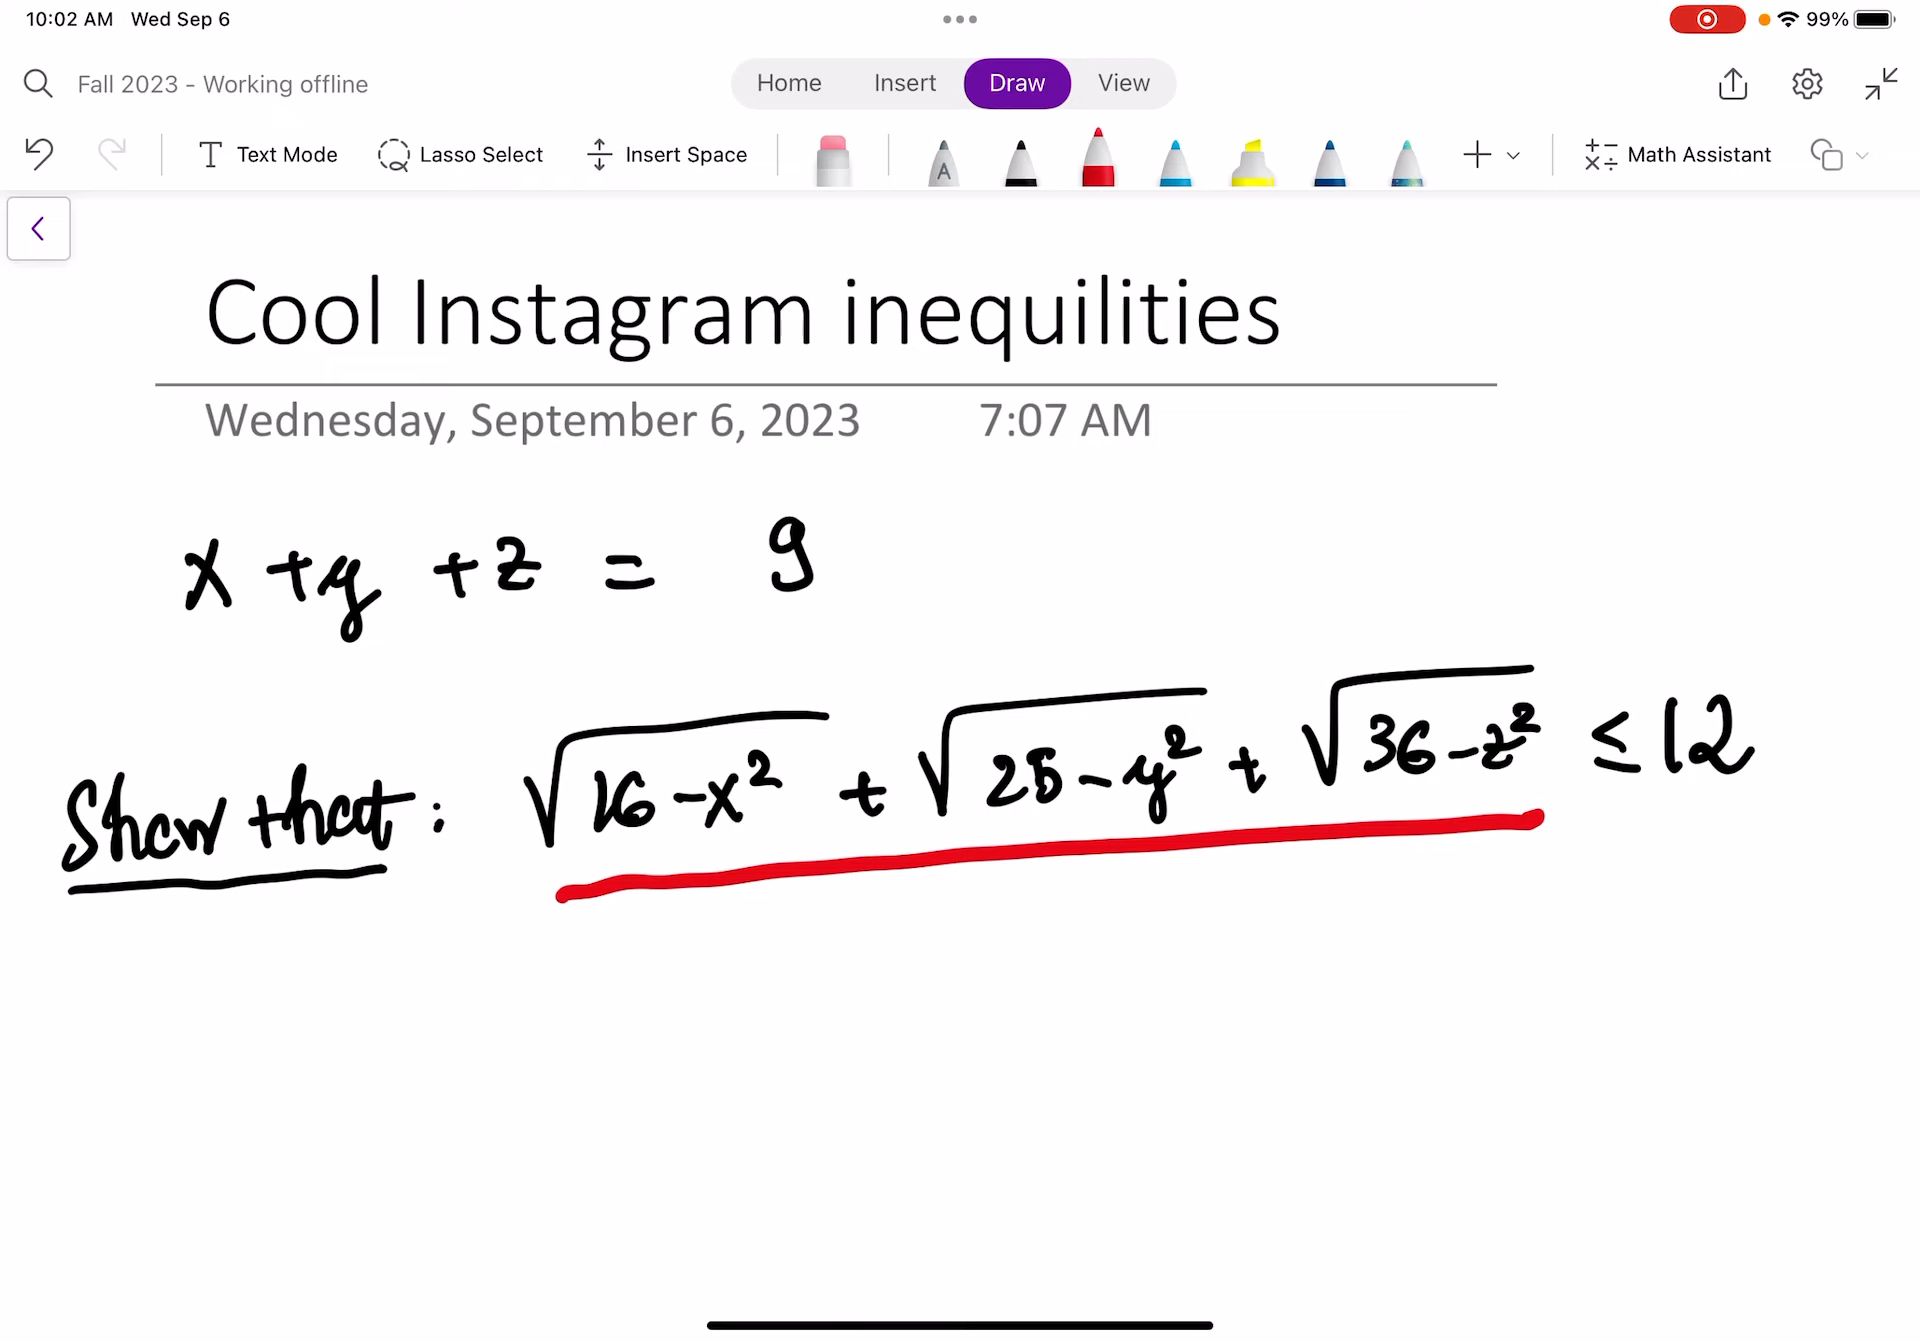 10:02 AM Wed Sep 6
99%
Fall 2023 - Working offline
Home Insert Draw View
Text Mode Lasso Select Insert Space A Math Assistant
Cool Instagram inequilities
Wednesday, September 6, 2023 7:07 AM
x + y + z = 9
Show that: √(16 - x²) + √(25 - y²) + √(36 - z²) ≤ 12